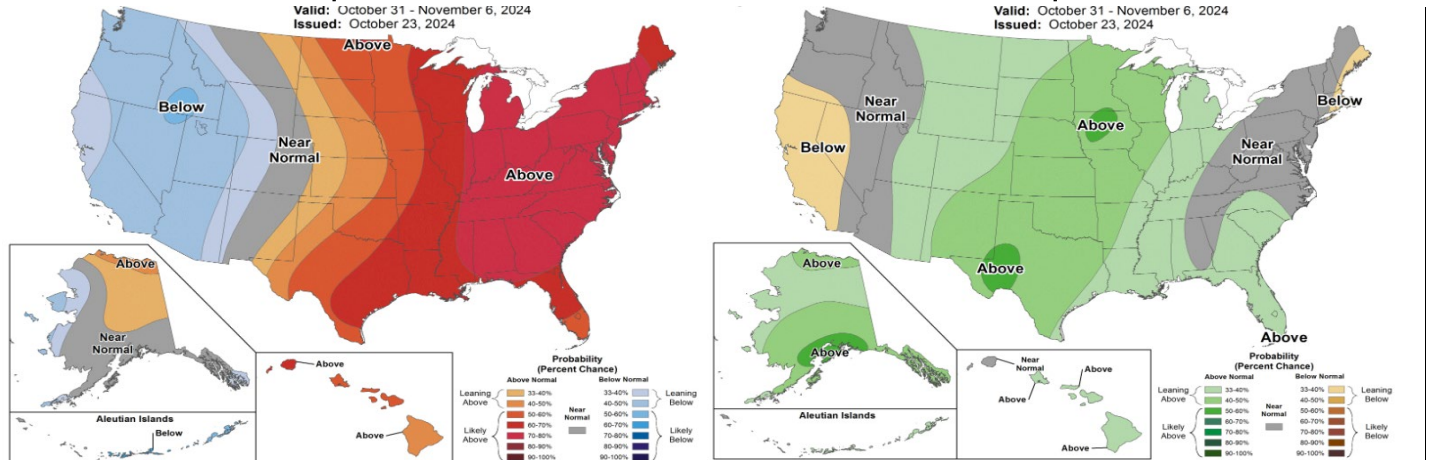 Valid: October 31 - November 6, 2024
Issued: October 23, 2024
Above
Below
Near
Normal
Above
Above
Near
Normal
Aleutian Islands
Below
Above
Above
Probability
(Percent Chance)
Above Normal
Below Normal
Leaning
Above
33-40%
40-50%
50-60%
60-70%
70-80%
80-90%
90-100%
Likely
Above
Near
Normal
33-40%
40-50%
50-60%
60-70%
70-80%
80-90%
90-100%
Leaning
Below
Likely
Below
Valid: October 31 - November 6, 2024
Issued: October 23, 2024
Near
Normal
Below
Above
Below
Near
Normal
Above
Above
Above
Above
Aleutian Islands
Near
Normal
Above
Above
Above
Probability
(Percent Chance)
Above Normal
Below Normal
Leaning
Above
33-40%
40-50%
50-60%
60-70%
70-80%
80-90%
90-100%
Likely
Above
Near
Normal
33-40%
40-50%
50-60%
60-70%
70-80%
80-90%
90-100%
Leaning
Below
Likely
Below